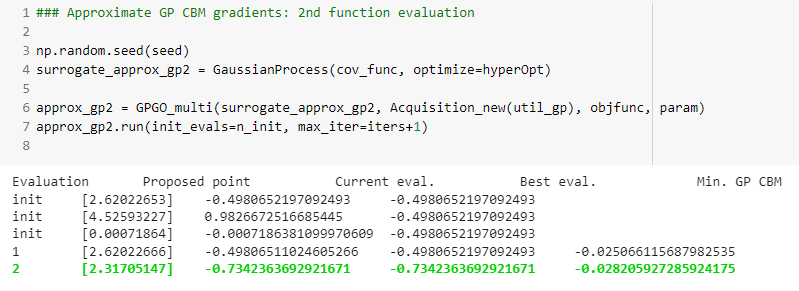 1 ### Approximate GP CBM gradients: 2nd function evaluation
2
3 np.random.seed(seed)
4 surrogate_approx_gp2 = GaussianProcess(cov_func, optimize=hyperOpt)
5
6 approx_gp2 = GPGO_multi(surrogate_approx_gp2, Acquisition_new(util_gp), objfunc, param)
7 approx_gp2.run(init_evals=n_init, max_iter=iters+1)
8
Evaluation Proposed point Current eval. Best eval. Min. GP CBM
init [2.62022653] -0.4980652197092493 -0.4980652197092493
init [4.52593227] 0.9826672516685445 -0.4980652197092493
init [0.00071864] -0.0007186381099970609 -0.4980652197092493
1 [2.62022666] -0.49806511024605266 -0.4980652197092493 -0.025066115687982535
2 [2.31705147] -0.7342363692921671 -0.7342363692921671 -0.028205927285924175